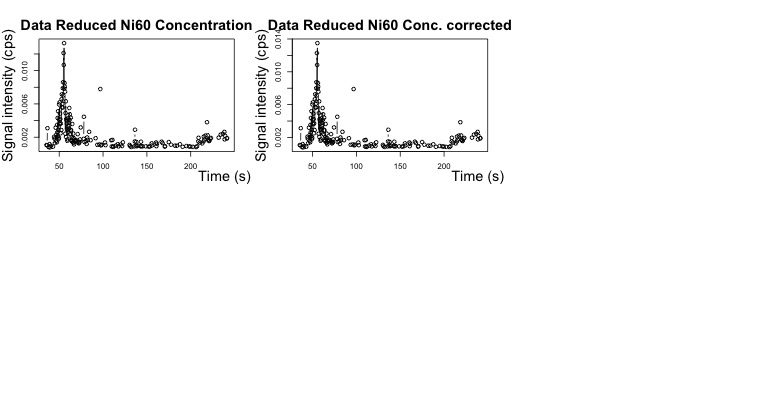 Data Reduced Ni60 Concentration
Signal intensity (cps)
0.002 0.006 0.010
50 100 150 200
Time (s)
Data Reduced Ni60 Conc. corrected
Signal intensity (cps)
0.002 0.006 0.010 0.014
50 100 150 200
Time (s)